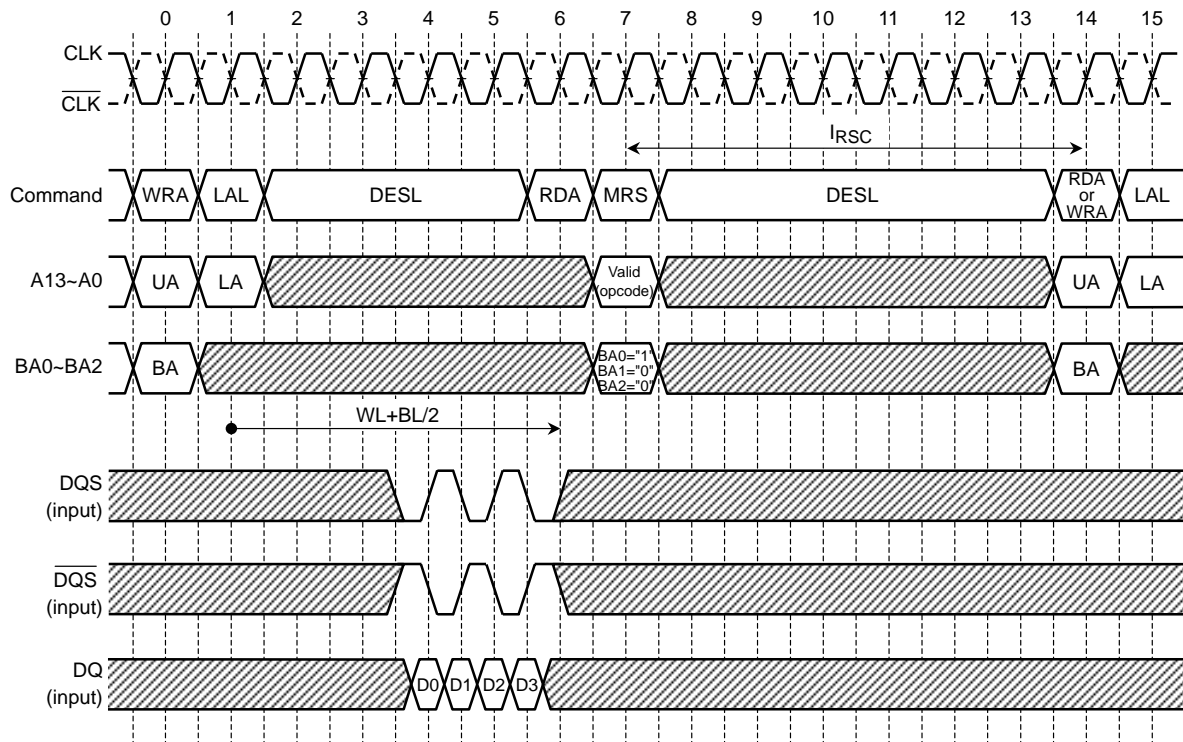 0 1 2 3 4 5 6 7 8 9 10 11 12 13 14 15
CLK
CLK
IRSC
Command WRA LAL DESL RDA MRS DESL RDA or WRA LAL
A13~A0 UA LA Valid (opcode) UA LA
BA0~BA2 BA BA0="1" BA1="0" BA2="0" BA
WL+BL/2
DQS
(input)
DQS
(input)
DQ D0 D1 D2 D3
(input)